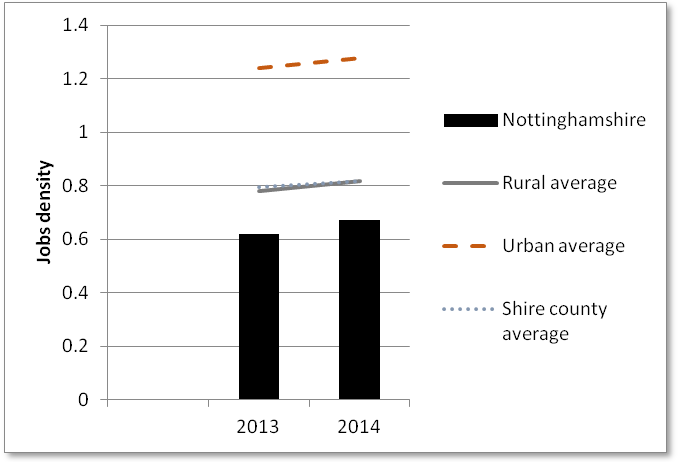 1.4
1.2
1
0.8
0.6
0.4
0.2
0
Jobs density
2013
2014
Nottinghamshire
Rural average
Urban average
Shire county
average